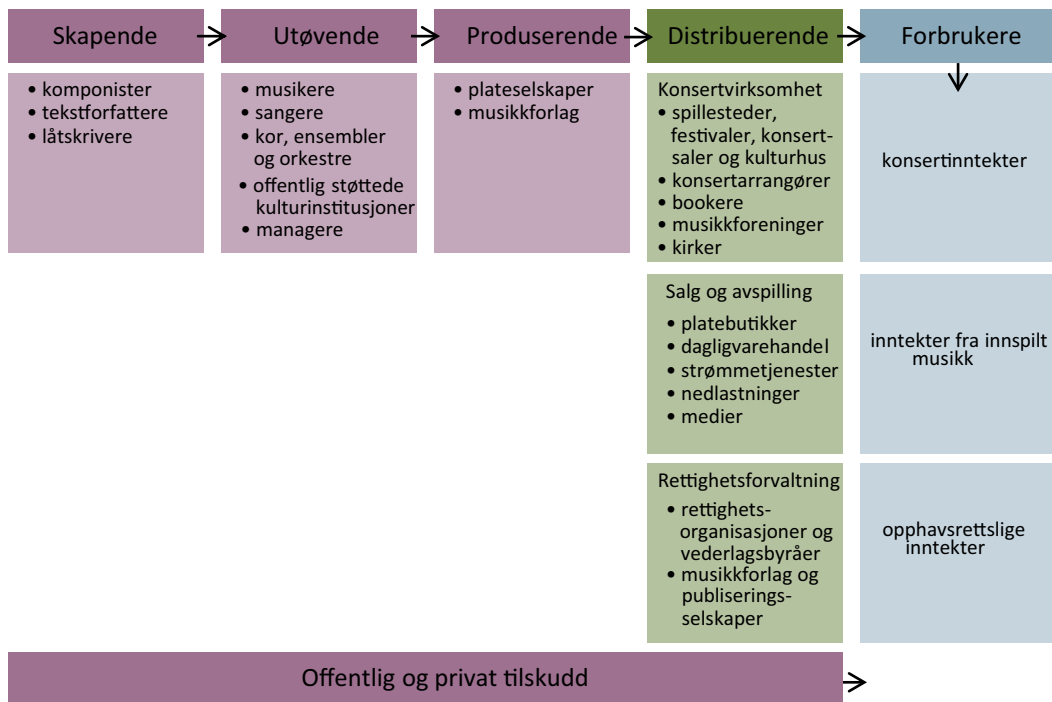 Skapende
Utøvende
Produserende
Distribuerende
Forbrukere
• komponister
• tekstforfattere
• låtskrivere
• musikere
• sangere
• kor, ensembler
og orkestre
• offentlig støttede
kulturinstitusjoner
• managere
• plateselskaper
• musikkforlag
Konsertvirksomhet
• spillesteder,
festivaler, konsert-
saler og kulturhus
• konsertarrangører
• bookere
• musikkforeninger
• kirker
konsertinntekter
Salg og avspilling
• platebutikker
• dagligvarehandel
• strømmetjenester
• nedlastninger
• medier
inntekter fra innspilt
musikk
Rettighetsforvaltning
• rettighets-
organisasjoner og
vederlagsbyråer
• musikkforlag og
publiserings-
selskaper
opphavsrettslige
inntekter
Offentlig og privat tilskudd